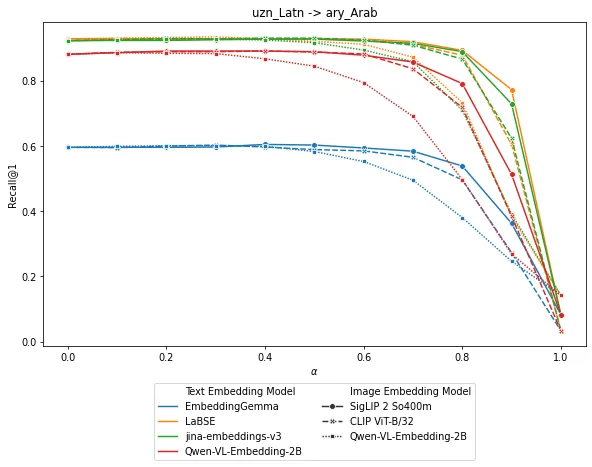 uzn_Latn -> ary_Arab
Recall@1
0.8
0.6
0.4
0.2
0.0
0.0 0.2 0.4 0.6 0.8 1.0
α
Text Embedding Model
EmbeddingGemma
LaBSE
jina-embeddings-v3
Qwen-VL-Embedding-2B
Image Embedding Model
SigLIP 2 So400m
CLIP ViT-B/32
Qwen-VL-Embedding-2B